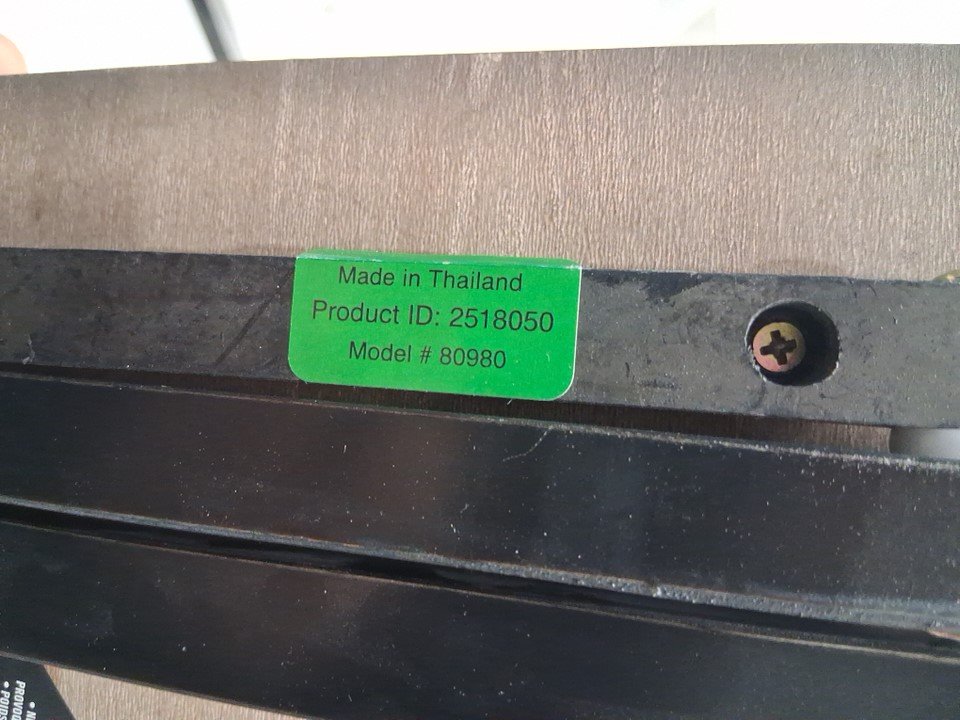 Made in Thailand
Product ID: 2518050
Model # 80980